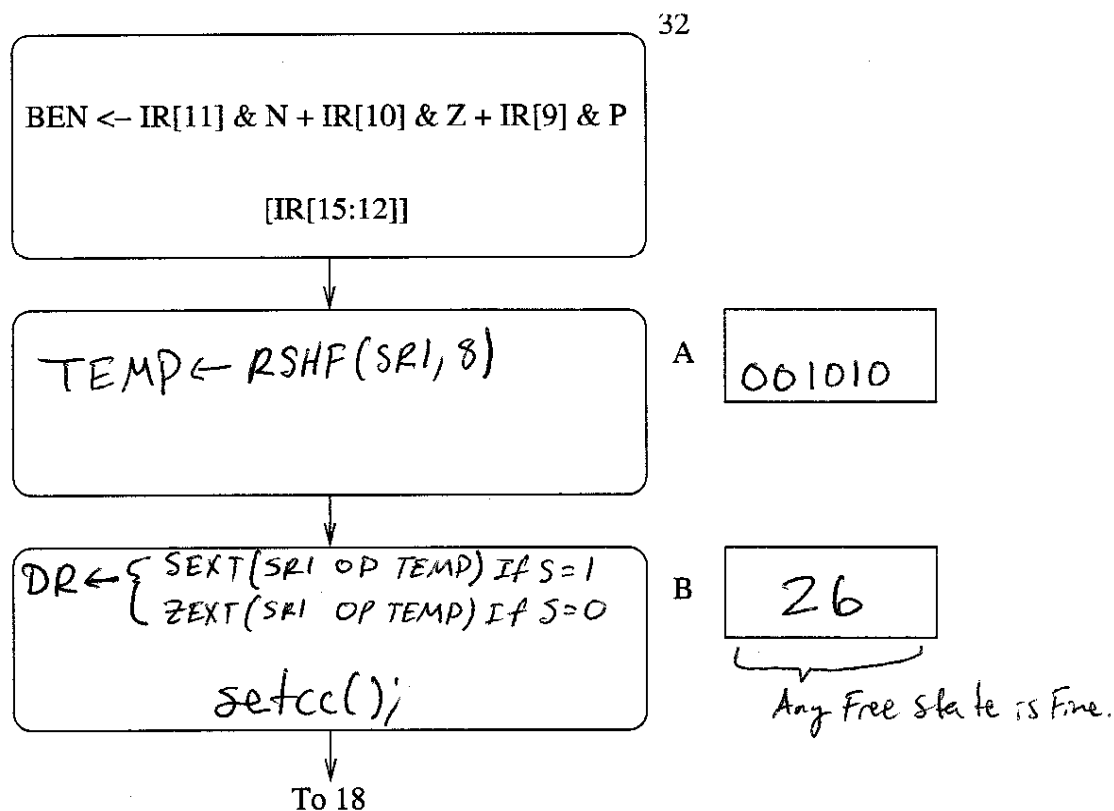 32
BEN <– IR[11] & N + IR[10] & Z + IR[9] & P
[IR[15:12]]
TEMP ← RSHF(SR1, 8)
A
001010
DR ← { SEXT(SR1 OP TEMP) If S=1
ZEXT(SR1 OP TEMP) If S=0
setcc();
B
26
Any Free state is Fine.
To 18